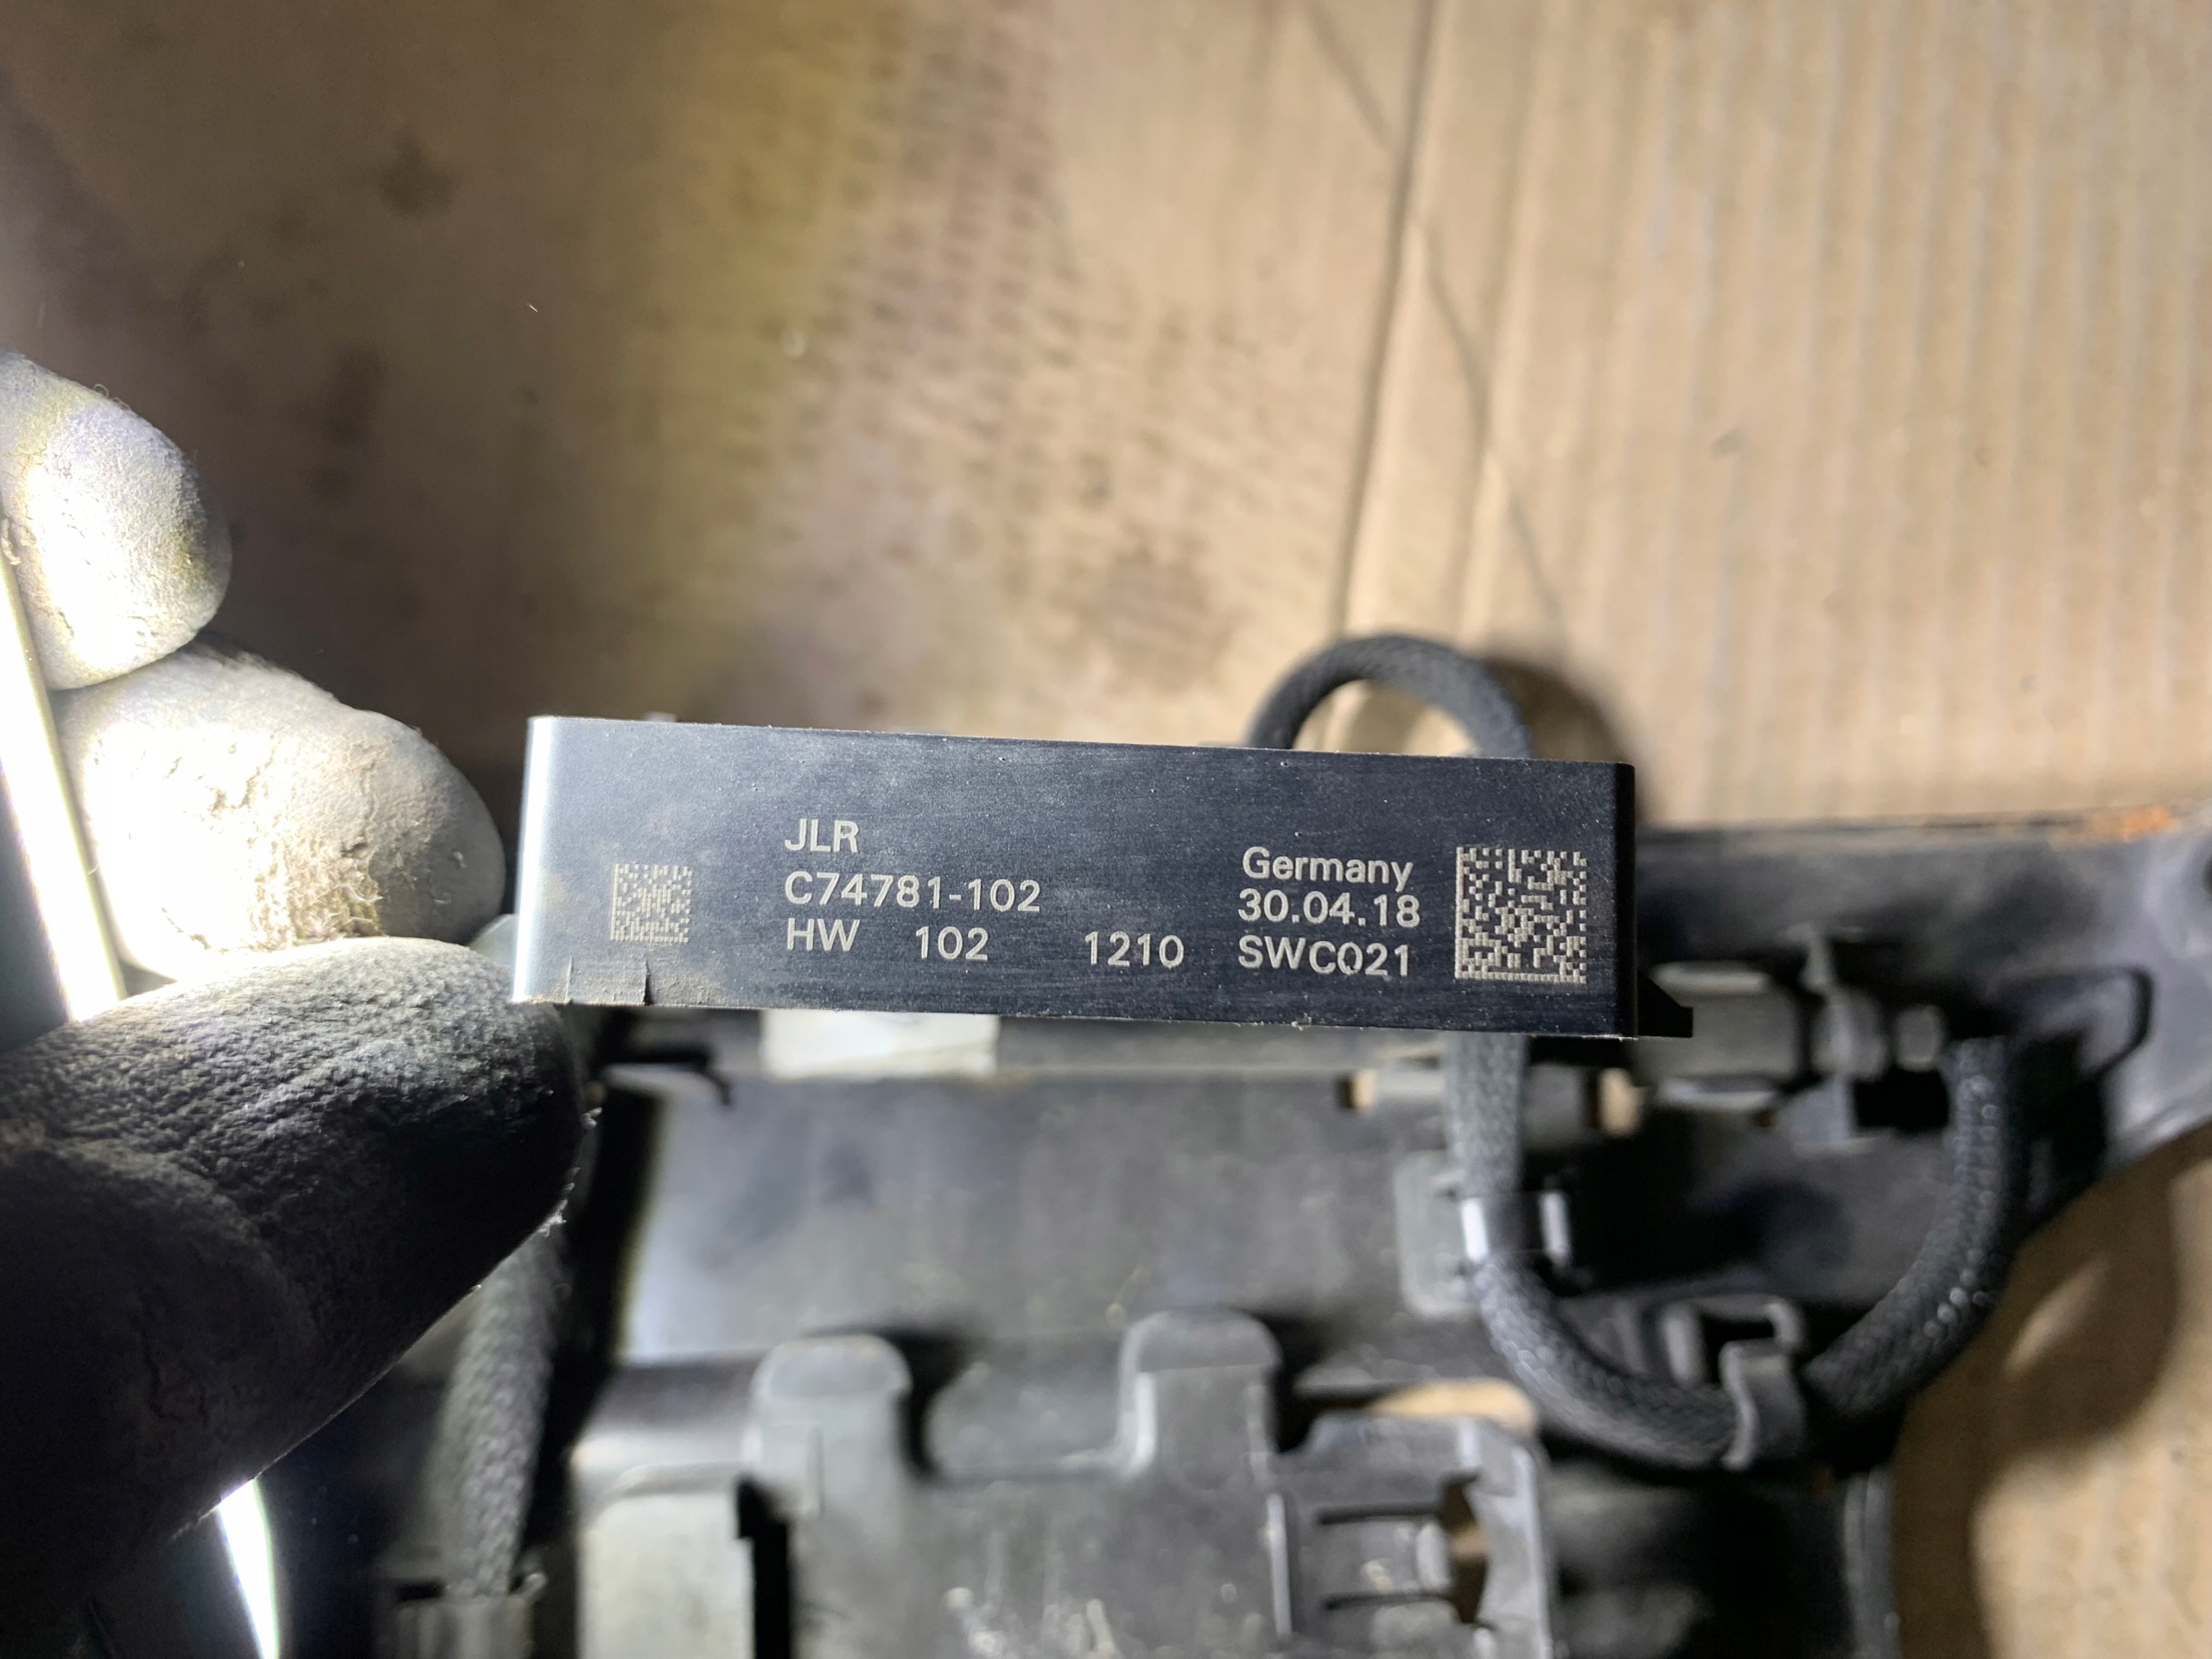 JLR
C74781-102
HW 102 1210
Germany
30.04.18
SWC021